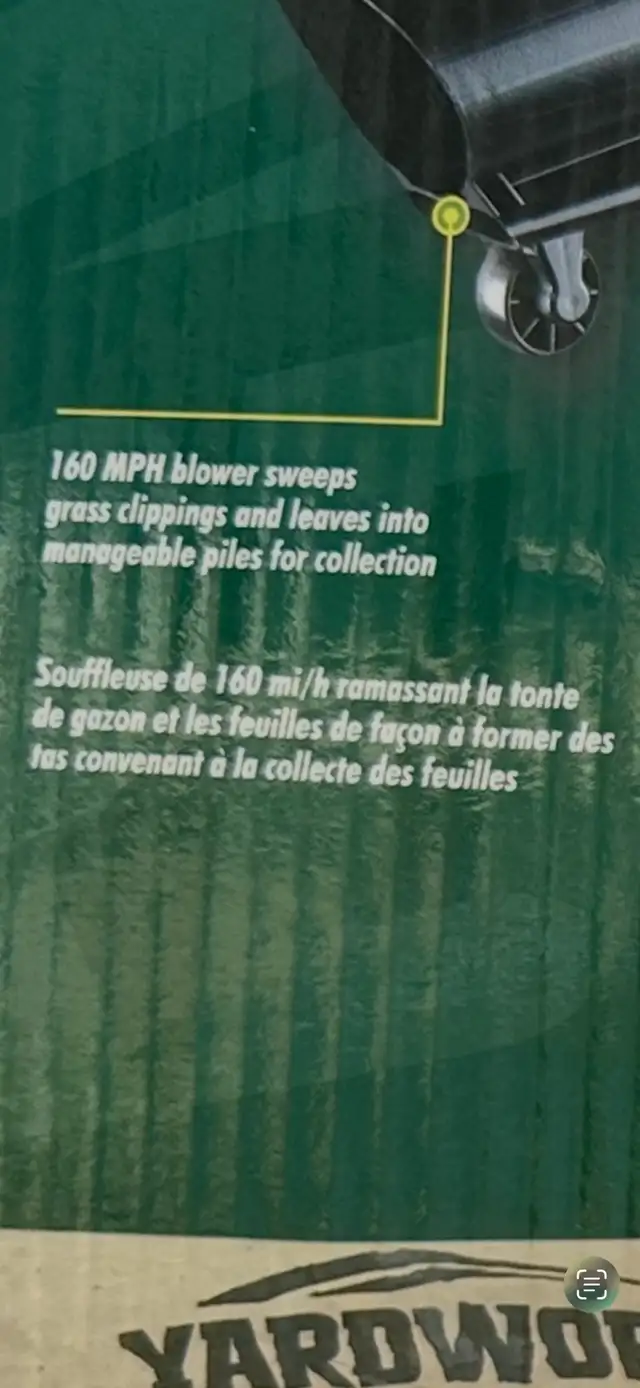 160 MPH blower sweeps
grass clippings and leaves into
manageable piles for collection
Souffleuse de 160 mi/h ramassant la tonte
de gazon et les feuilles de façon à former des
tas convenant à la collecte des feuilles
YARDWO